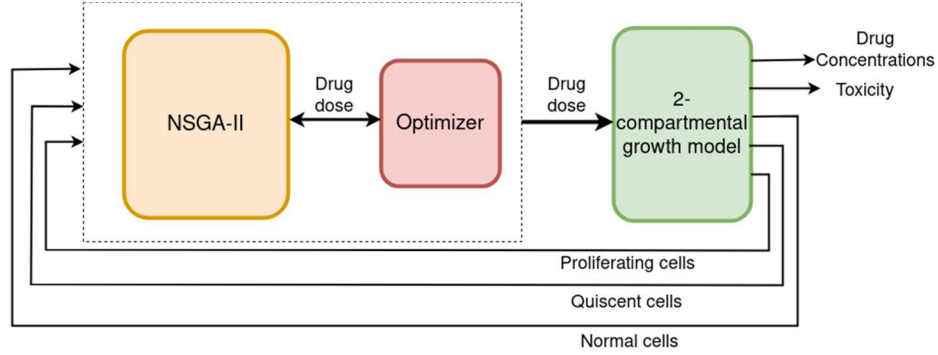 NSGA-II
Drug
dose
Optimizer
Drug
dose
2-
compartmental
growth model
Drug
Concentrations
Toxicity
Proliferating cells
Quiscent cells
Normal cells